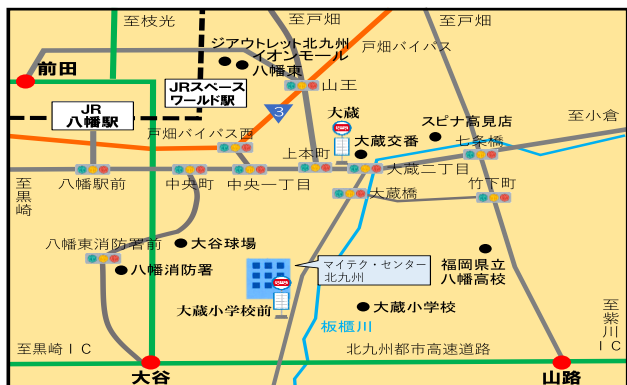 至枝光
至戸畑
至戸畑
ジアウトレット北九州
イオンモール
八幡東
戸畑バイパス
前田
JRスペース
ワールド駅
山王
3
JR
八幡駅
大蔵
スピナ高見店
至小倉
戸畑バイパス西
大蔵交番
七条橋
上本町
至黒崎
八幡駅前
中央町
中央一丁目
大蔵二丁目
大蔵橋
竹下町
八幡東消防署前
大谷球場
八幡消防署
マイテク・センター
北九州
福岡県立
八幡高校
大蔵小学校前
大蔵小学校
板櫃川
至紫川IC
至黒崎IC
北九州都市高速道路
大谷
山路